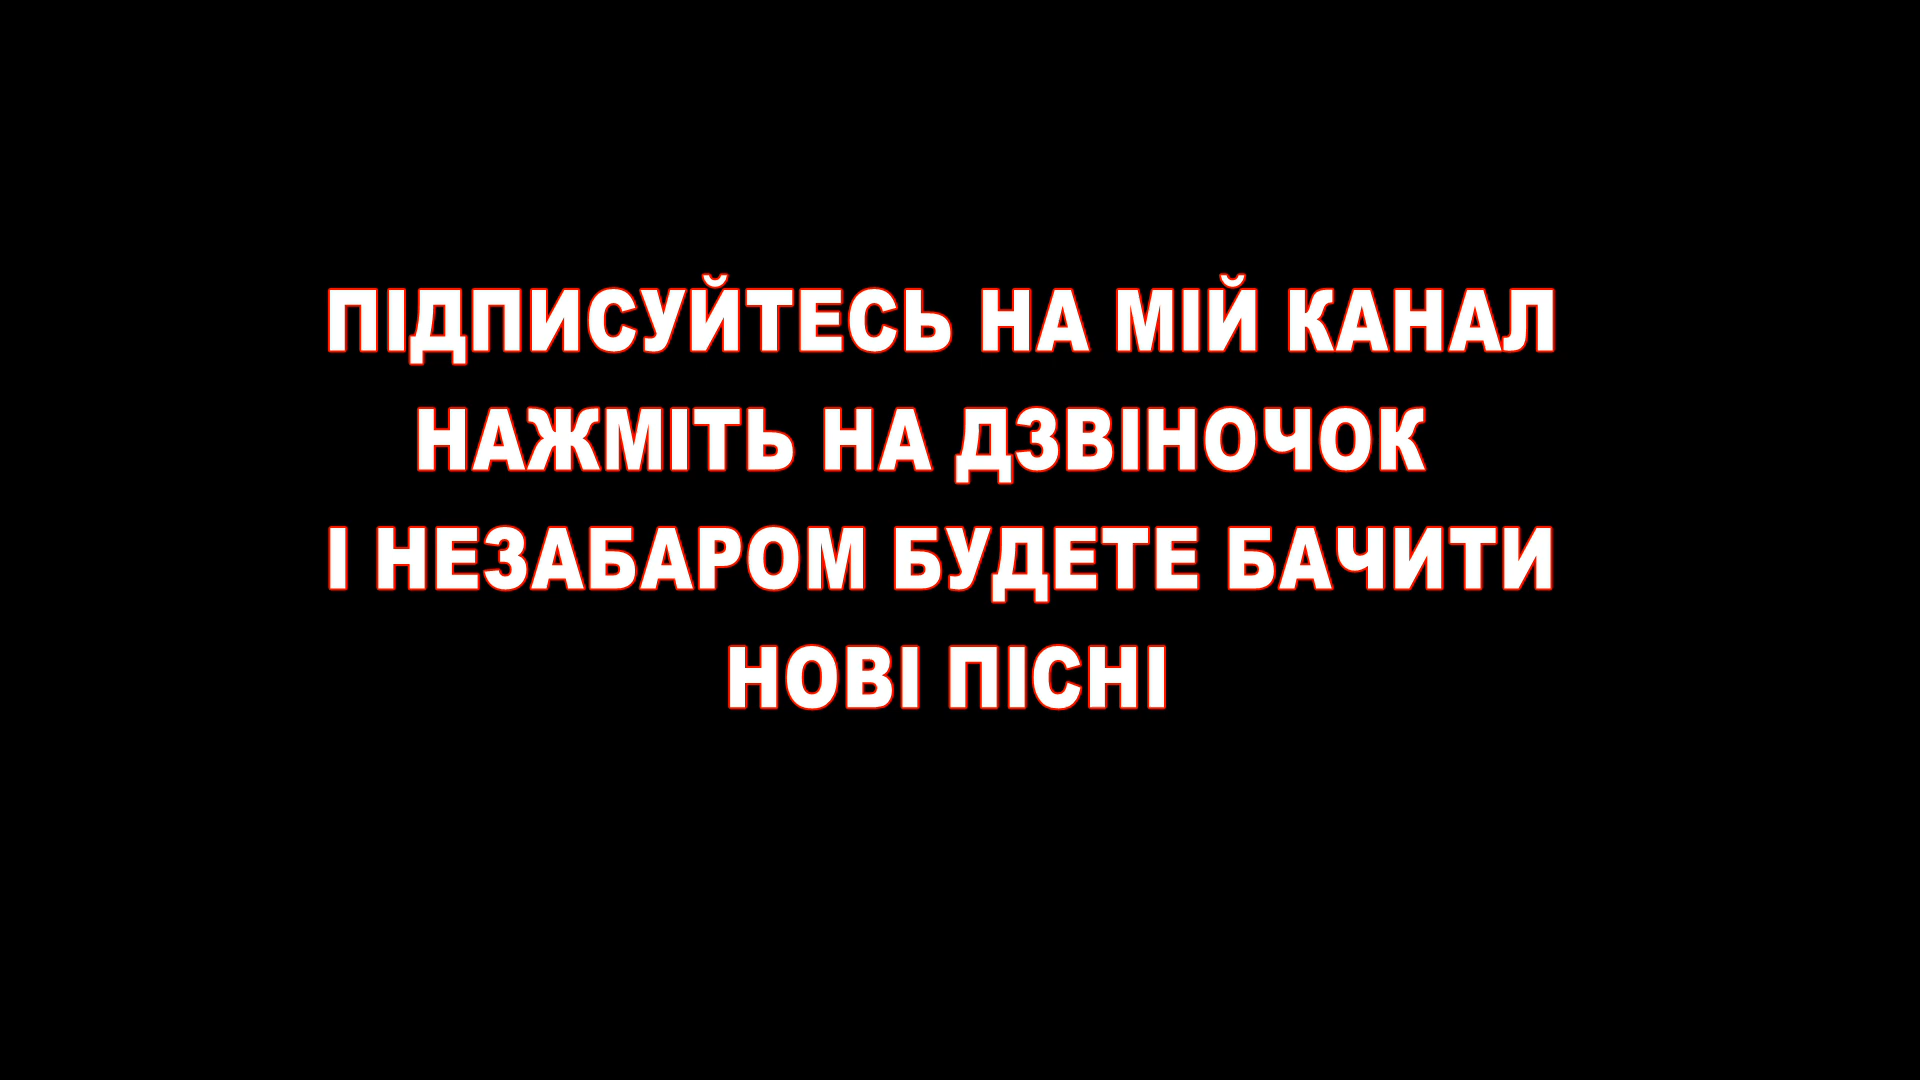 ПІДПИСУЙТЕСЬ НА МІЙ КАНАЛ
НАЖМІТЬ НА ДЗВІНОЧОК
І НЕЗАБАРОМ БУДЕТЕ БАЧИТИ
НОВІ ПІСНІ